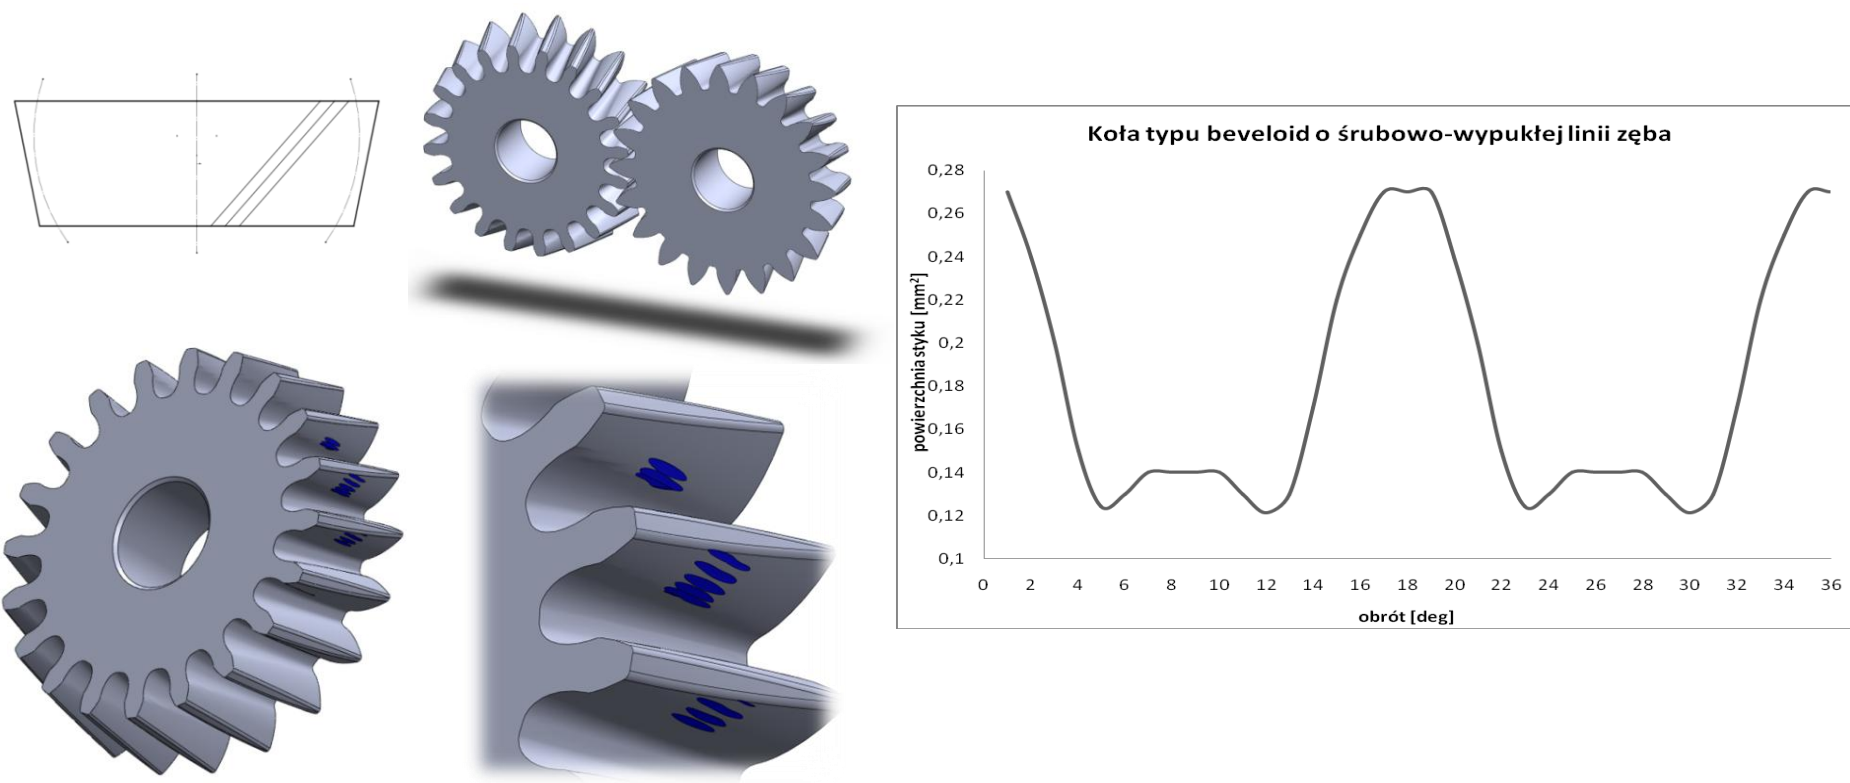 Koła typu beveloid o śrubowo-wypukłej linii zęba
powierzchnia styku [mm²]
0,28
0,26
0,24
0,22
0,2
0,18
0,16
0,14
0,12
0,1
0 2 4 6 8 10 12 14 16 18 20 22 24 26 28 30 32 34 36
obrót [deg]